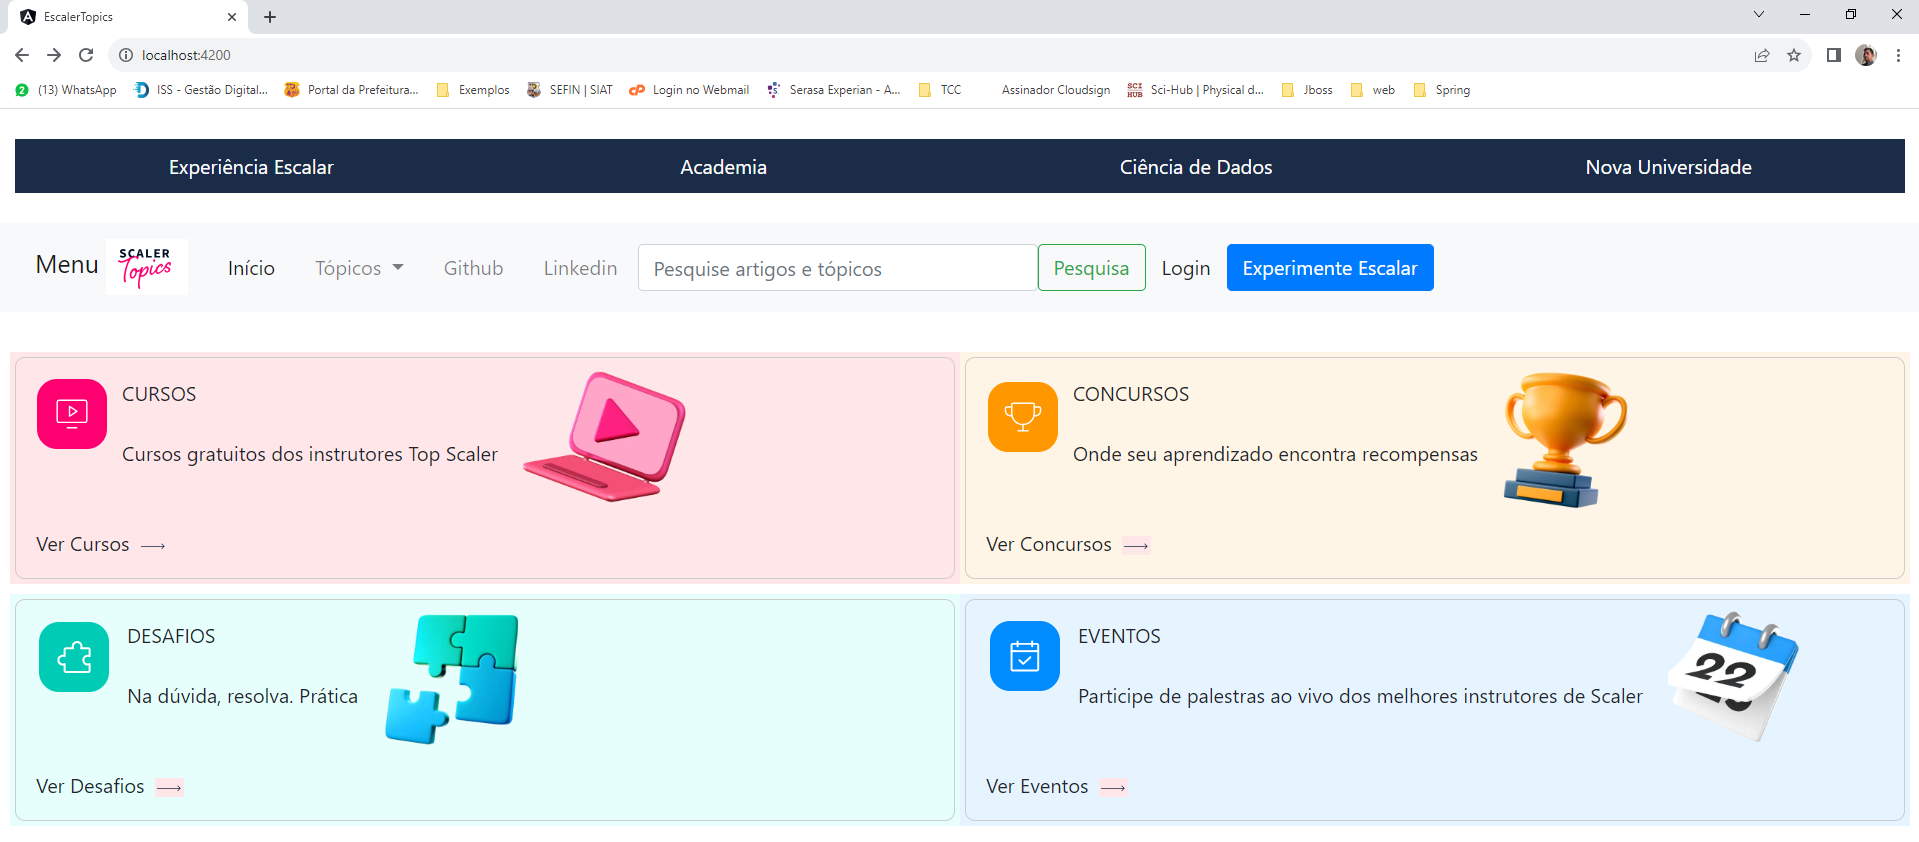 EscalerTopics
localhost:4200
(13) WhatsApp ISS - Gestão Digital... Portal da Prefeitura... Exemplos SEFIN | SIAT Login no Webmail Serasa Experian - A... TCC Assinador Cloudsign Sci-Hub | Physical d... Jboss web Spring
Experiência Escalar Academia Ciência de Dados Nova Universidade
Menu SCALER Topics Início Tópicos Github Linkedin Pesquise artigos e tópicos Pesquisa Login Experimente Escalar
CURSOS
Cursos gratuitos dos instrutores Top Scaler
Ver Cursos
CONCURSOS
Onde seu aprendizado encontra recompensas
Ver Concursos
DESAFIOS
Na dúvida, resolva. Prática
Ver Desafios
EVENTOS
Participe de palestras ao vivo dos melhores instrutores de Scaler
22
Ver Eventos